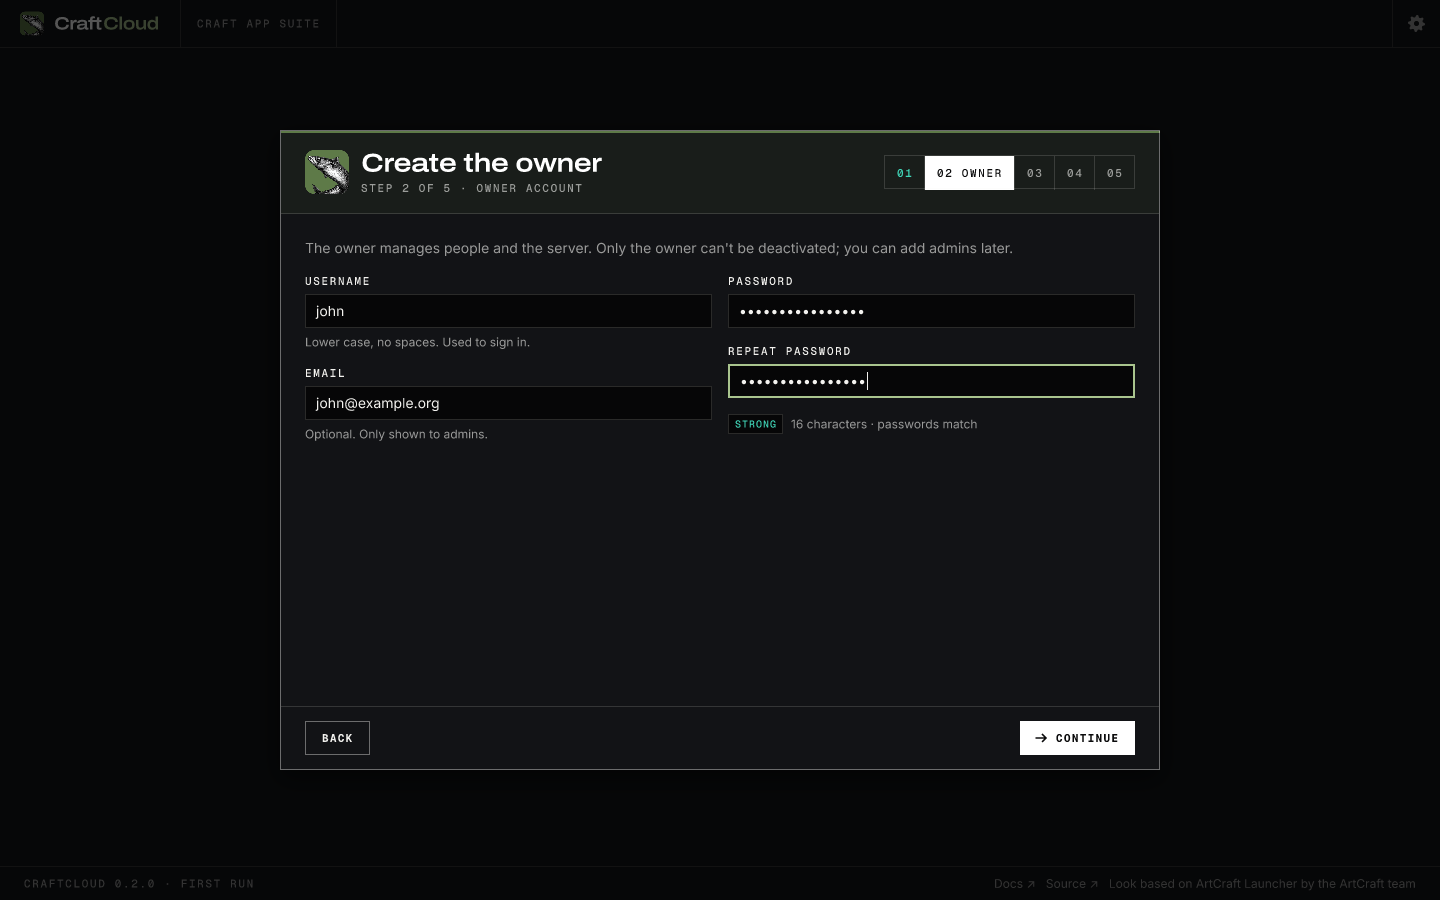 CraftCloud
CRAFT APP SUITE
Create the owner
STEP 2 OF 5 · OWNER ACCOUNT
01
02 OWNER
03
04
05
The owner manages people and the server. Only the owner can't be deactivated; you can add admins later.
USERNAME
john
Lower case, no spaces. Used to sign in.
EMAIL
john@example.org
Optional. Only shown to admins.
PASSWORD
••••••••••••••••
REPEAT PASSWORD
••••••••••••••••
STRONG 16 characters · passwords match
BACK
→ CONTINUE
CRAFTCLOUD 0.2.0 · FIRST RUN
Docs ↗ Source ↗ Look based on ArtCraft Launcher by the ArtCraft team